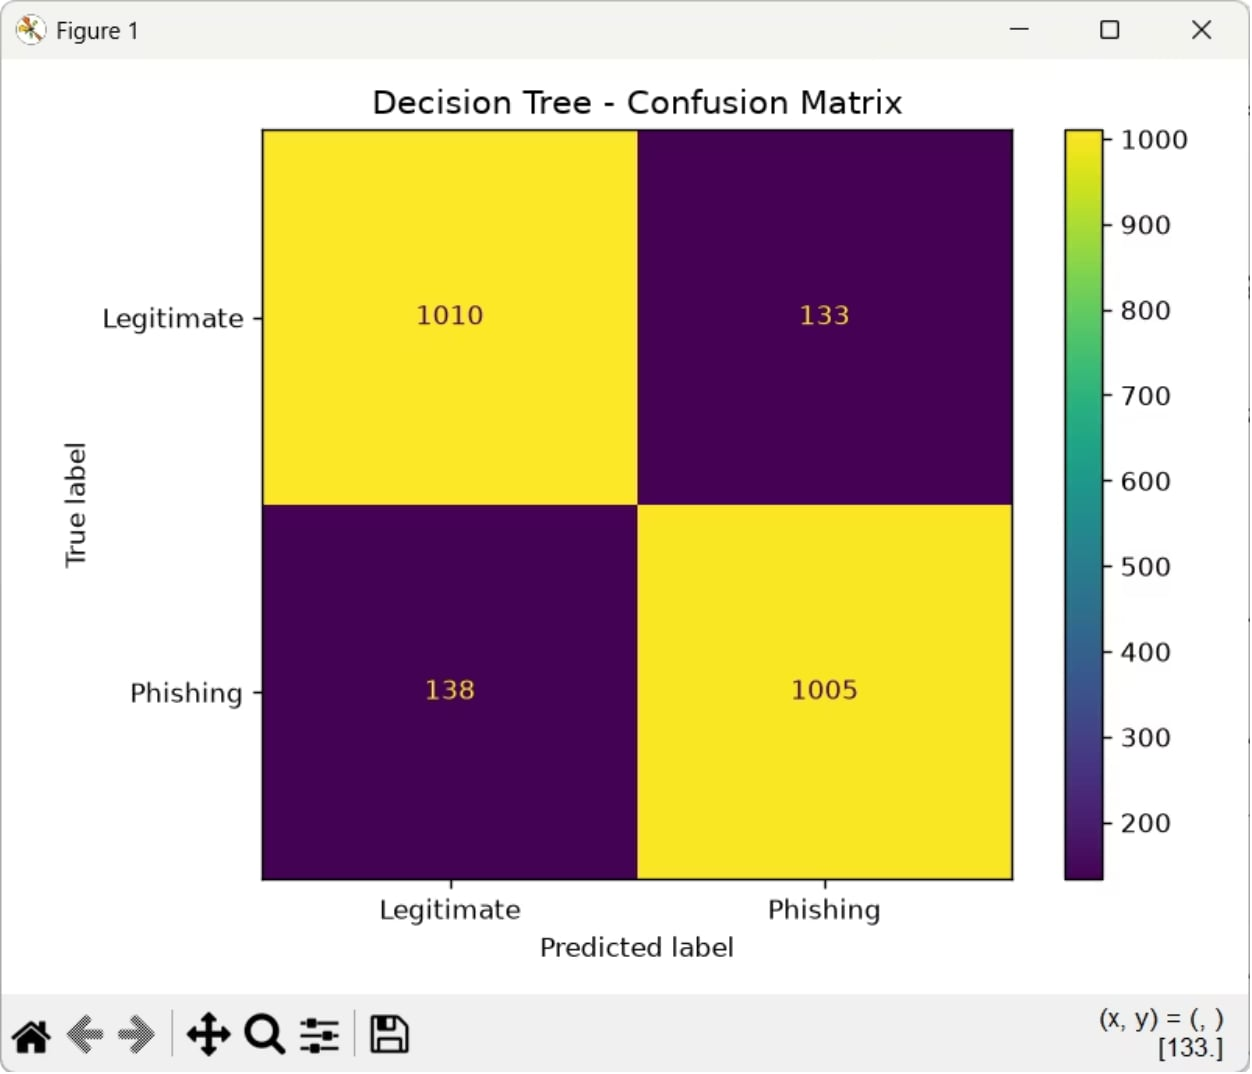 Figure 1
Decision Tree - Confusion Matrix
1000
900
800
700
600
500
400
300
200
True label
Legitimate
1010
133
Phishing
138
1005
Legitimate
Phishing
Predicted label
(x, y) = (, )
[133.]